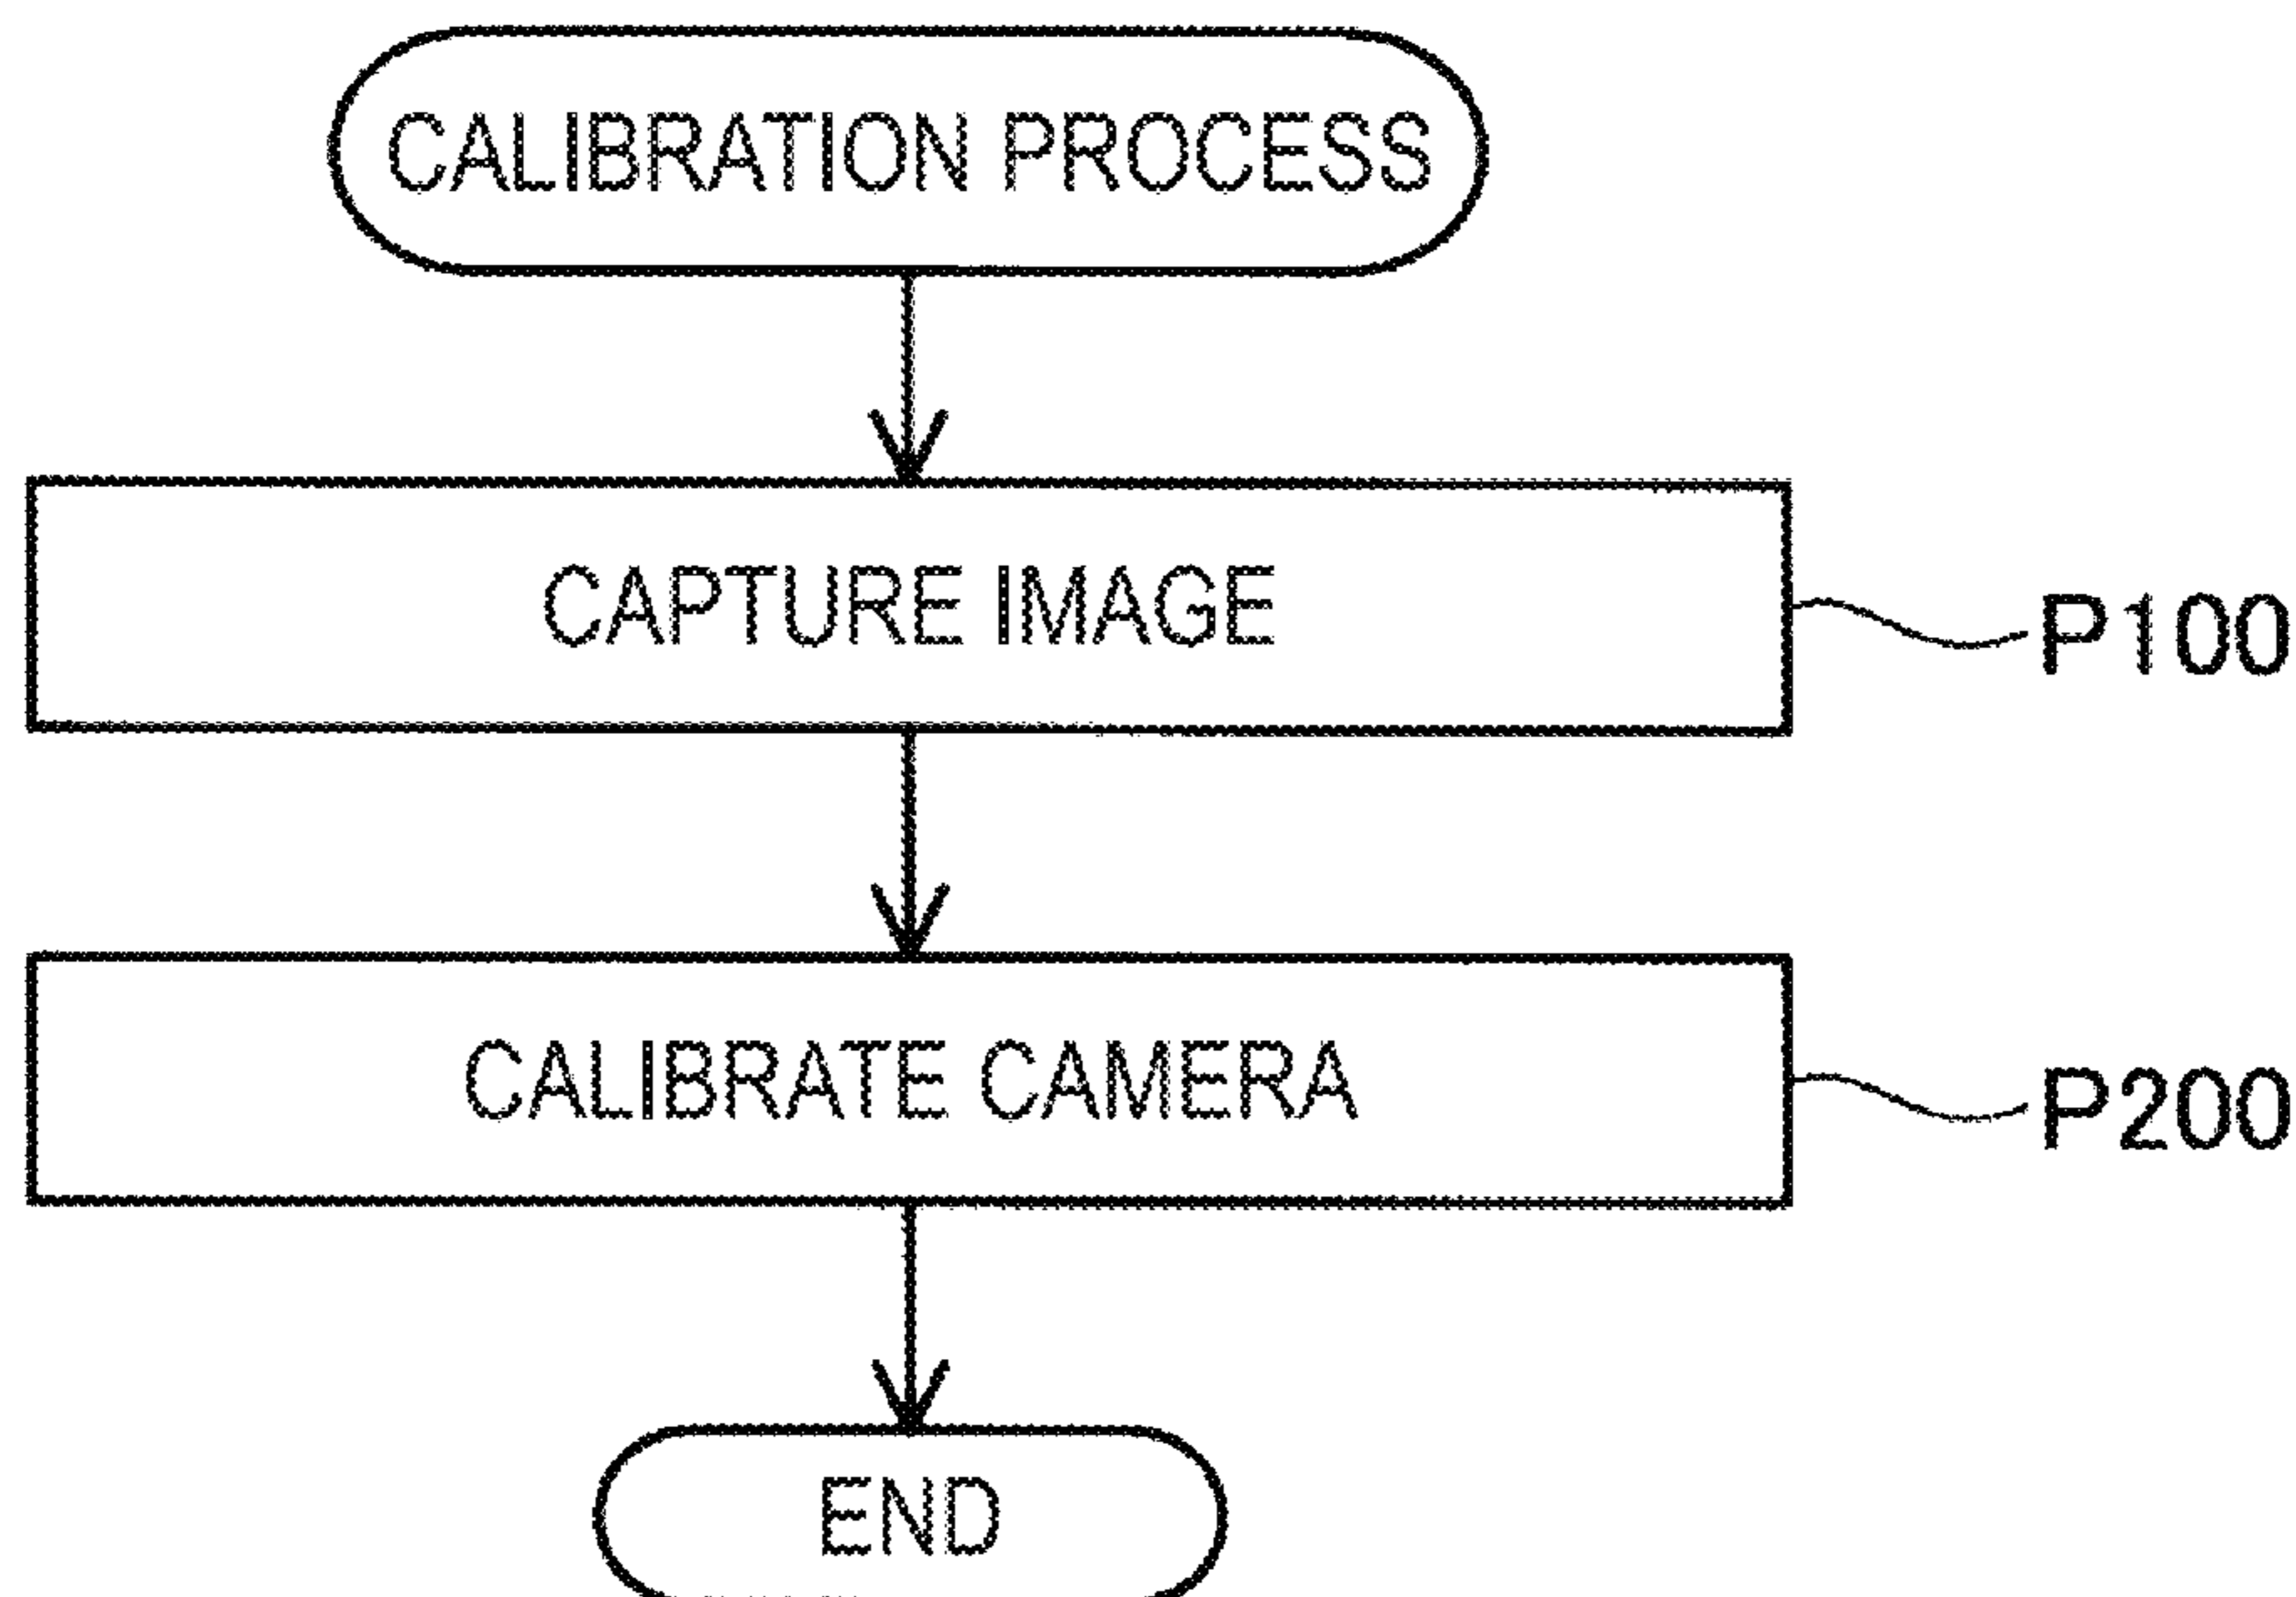 CALIBRATION PROCESS
CAPTURE IMAGE
P100
CALIBRATE CAMERA
P200
END